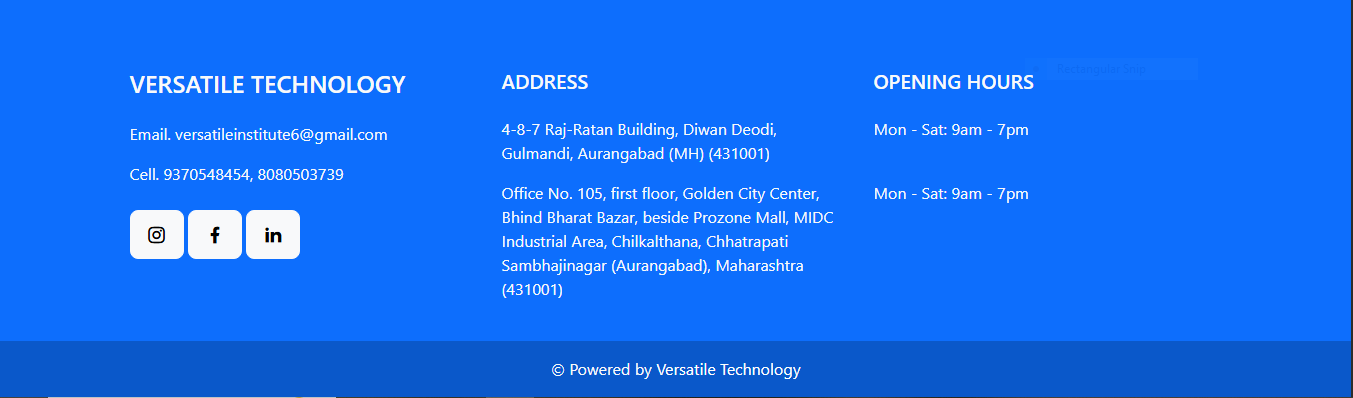 VERSATILE TECHNOLOGY
Email. versatileinstitute6@gmail.com
Cell. 9370548454, 8080503739
ADDRESS
4-8-7 Raj-Ratan Building, Diwan Deodi,
Gulmandi, Aurangabad (MH) (431001)
Office No. 105, first floor, Golden City Center,
Bhind Bharat Bazar, beside Prozone Mall, MIDC
Industrial Area, Chilkalthana, Chhatrapati
Sambhajinagar (Aurangabad), Maharashtra
(431001)
OPENING HOURS
Rectangular Snip
Mon - Sat: 9am - 7pm
Mon - Sat: 9am - 7pm
© Powered by Versatile Technology